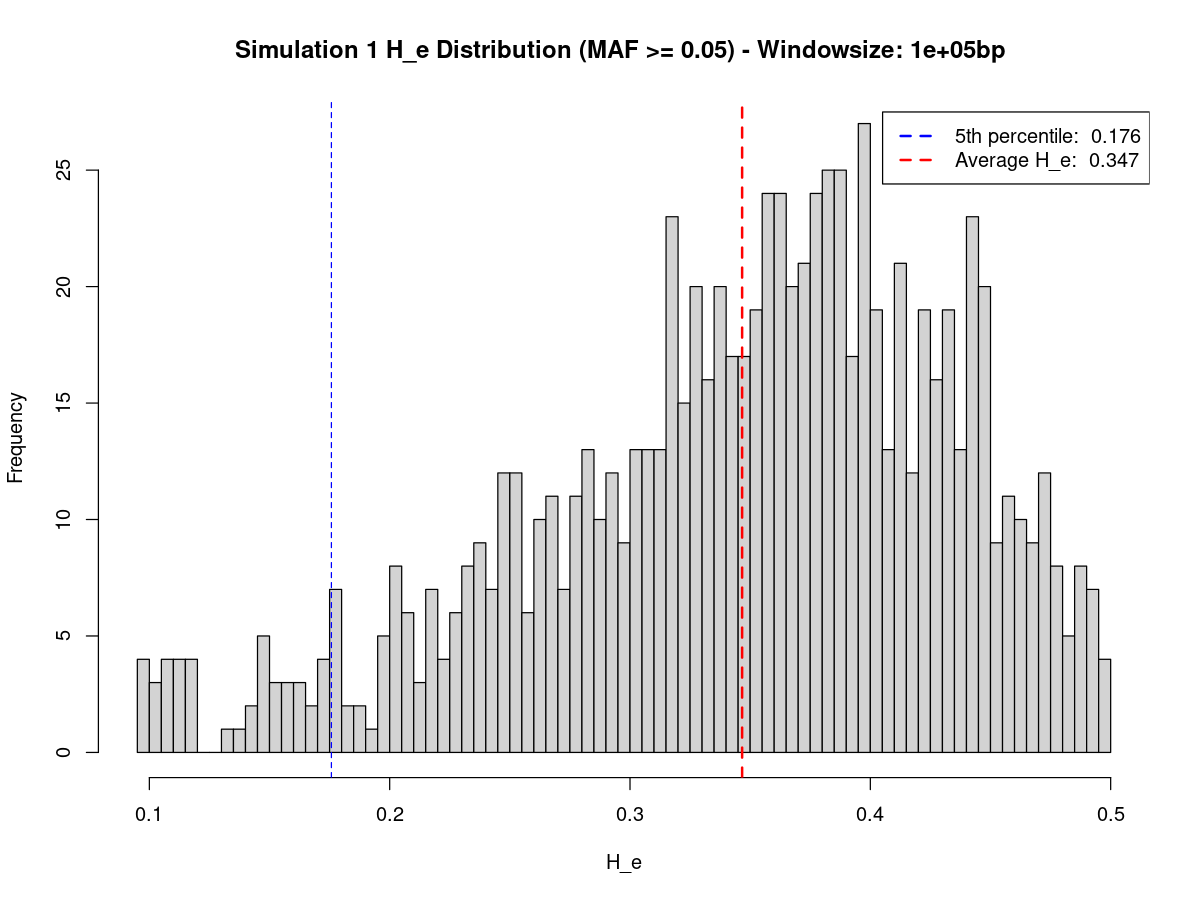 Simulation 1 H_e Distribution (MAF >= 0.05) - Windowsize: 1e+05bp
5th percentile: 0.176
Average H_e: 0.347
Frequency
25
20
15
10
5
0
0.1 0.2 0.3 0.4 0.5
H_e